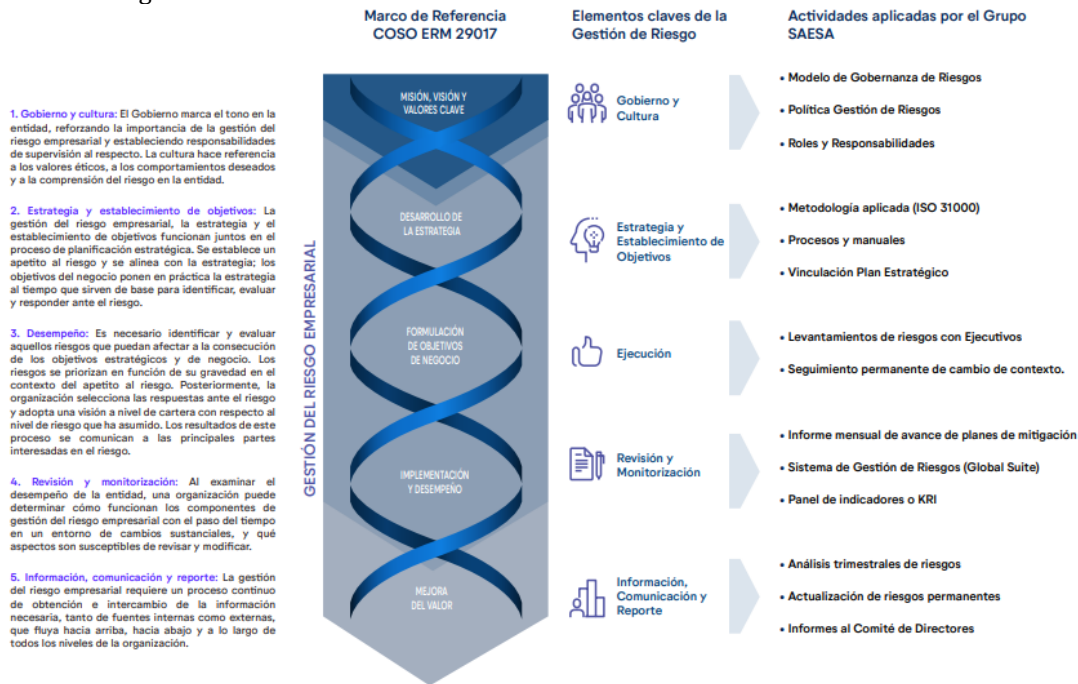 Marco de Referencia
COSO ERM 29017
Elementos claves de la
Gestión de Riesgo
Actividades aplicadas por el Grupo
SAESA
1. Gobierno y cultura: El Gobierno marca el tono en la
entidad, reforzando la importancia de la gestión del
riesgo empresarial y estableciendo responsabilidades
de supervisión al respecto. La cultura hace referencia
a los valores éticos, a los comportamientos deseados
y a la comprensión del riesgo en la entidad.
2. Estrategia y establecimiento de objetivos: La
gestión del riesgo empresarial, la estrategia y el
establecimiento de objetivos funcionan juntos en el
proceso de planificación estratégica. Se establece un
apetito al riesgo y se alinea con la estrategia; los
objetivos del negocio ponen en práctica la estrategia
al tiempo que sirven de base para identificar, evaluar
y responder ante el riesgo.
3. Desempeño: Es necesario identificar y evaluar
aquellos riesgos que puedan afectar a la consecución
de los objetivos estratégicos y de negocio. Los
riesgos se priorizan en función de su gravedad en el
contexto del apetito al riesgo. Posteriormente, la
organización selecciona las respuestas ante el riesgo
y adopta una visión a nivel de cartera con respecto al
nivel de riesgo que ha asumido. Los resultados de este
proceso se comunican a las principales partes
interesadas en el riesgo.
4. Revisión y monitorización: Al examinar el
desempeño de la entidad, una organización puede
determinar cómo funcionan los componentes de
gestión del riesgo empresarial con el paso del tiempo
en un entorno de cambios sustanciales, y qué
aspectos son susceptibles de revisar y modificar.
5. Información, comunicación y reporte: La gestión
del riesgo empresarial requiere un proceso continuo
de obtención e intercambio de la información
necesaria, tanto de fuentes internas como externas,
que fluya hacia arriba, hacia abajo y a lo largo de
todos los niveles de la organización.
GESTIÓN DEL RIESGO EMPRESARIAL
MISIÓN, VISIÓN Y
VALORES CLAVE
DESARROLLO DE
LA ESTRATEGIA
FORMULACIÓN
DE OBJETIVOS
DE NEGOCIO
IMPLEMENTACIÓN
Y DESEMPEÑO
MEJORA
DEL VALOR
Gobierno y
Cultura
• Modelo de Gobernanza de Riesgos
• Política Gestión de Riesgos
• Roles y Responsabilidades
Estrategia y
Establecimiento de
Objetivos
• Metodología aplicada (ISO 31000)
• Procesos y manuales
• Vinculación Plan Estratégico
Ejecución
• Levantamientos de riesgos con Ejecutivos
• Seguimiento permanente de cambio de contexto.
Revisión y
Monitorización
• Informe mensual de avance de planes de mitigación
• Sistema de Gestión de Riesgos (Global Suite)
• Panel de indicadores o KRI
Información,
Comunicación y
Reporte
• Análisis trimestrales de riesgos
• Actualización de riesgos permanentes
• Informes al Comité de Directores